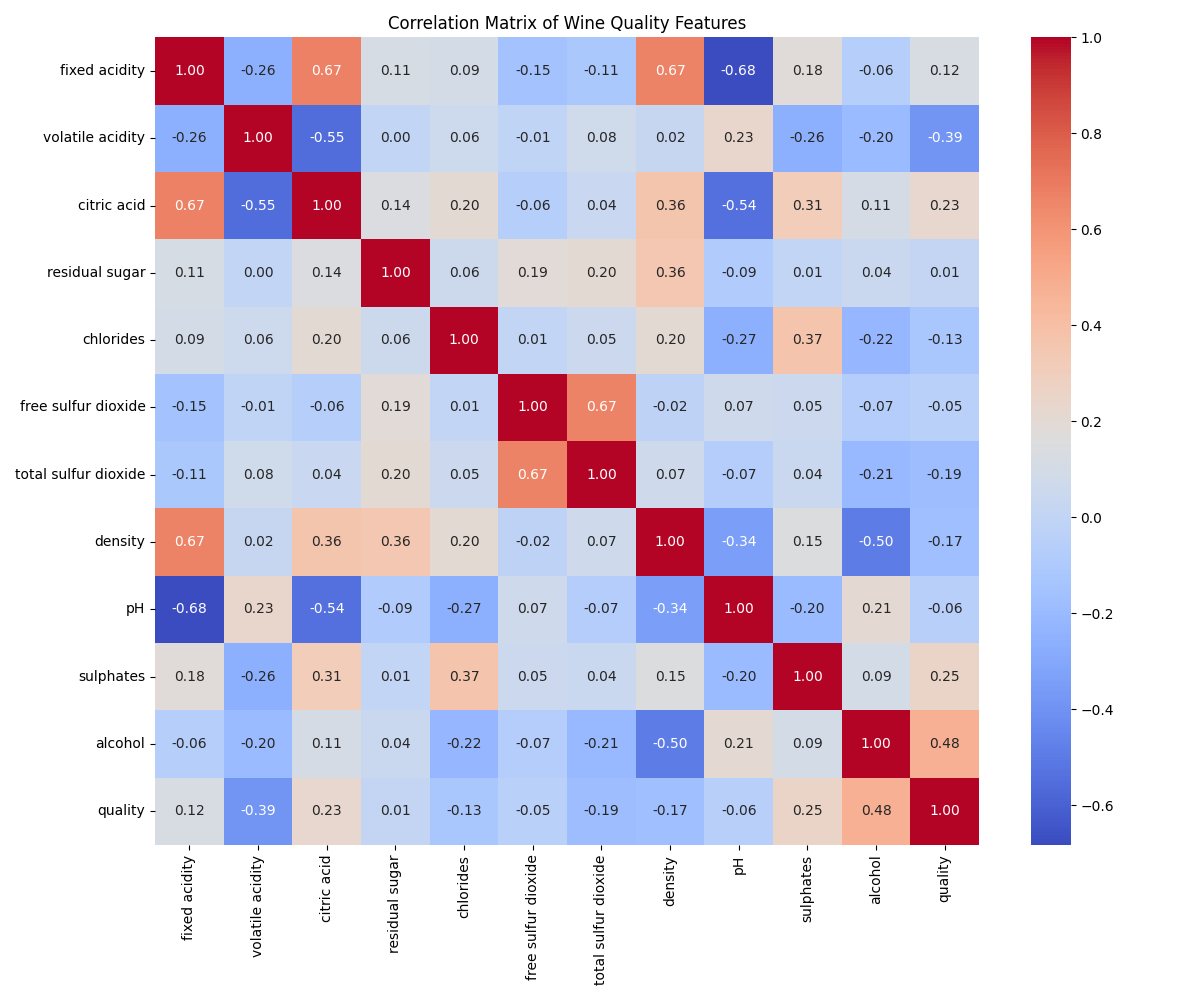 Correlation Matrix of Wine Quality Features
fixed acidity 1.00 -0.26 0.67 0.11 0.09 -0.15 -0.11 0.67 -0.68 0.18 -0.06 0.12
volatile acidity -0.26 1.00 -0.55 0.00 0.06 -0.01 0.08 0.02 0.23 -0.26 -0.20 -0.39
citric acid 0.67 -0.55 1.00 0.14 0.20 -0.06 0.04 0.36 -0.54 0.31 0.11 0.23
residual sugar 0.11 0.00 0.14 1.00 0.06 0.19 0.20 0.36 -0.09 0.01 0.04 0.01
chlorides 0.09 0.06 0.20 0.06 1.00 0.01 0.05 0.20 -0.27 0.37 -0.22 -0.13
free sulfur dioxide -0.15 -0.01 -0.06 0.19 0.01 1.00 0.67 -0.02 0.07 0.05 -0.07 -0.05
total sulfur dioxide -0.11 0.08 0.04 0.20 0.05 0.67 1.00 0.07 -0.07 0.04 -0.21 -0.19
density 0.67 0.02 0.36 0.36 0.20 -0.02 0.07 1.00 -0.34 0.15 -0.50 -0.17
pH -0.68 0.23 -0.54 -0.09 -0.27 0.07 -0.07 -0.34 1.00 -0.20 0.21 -0.06
sulphates 0.18 -0.26 0.31 0.01 0.37 0.05 0.04 0.15 -0.20 1.00 0.09 0.25
alcohol -0.06 -0.20 0.11 0.04 -0.22 -0.07 -0.21 -0.50 0.21 0.09 1.00 0.48
quality 0.12 -0.39 0.23 0.01 -0.13 -0.05 -0.19 -0.17 -0.06 0.25 0.48 1.00
fixed acidity
volatile acidity
citric acid
residual sugar
chlorides
free sulfur dioxide
total sulfur dioxide
density
pH
sulphates
alcohol
quality
1.0
0.8
0.6
0.4
0.2
0.0
−0.2
−0.4
−0.6